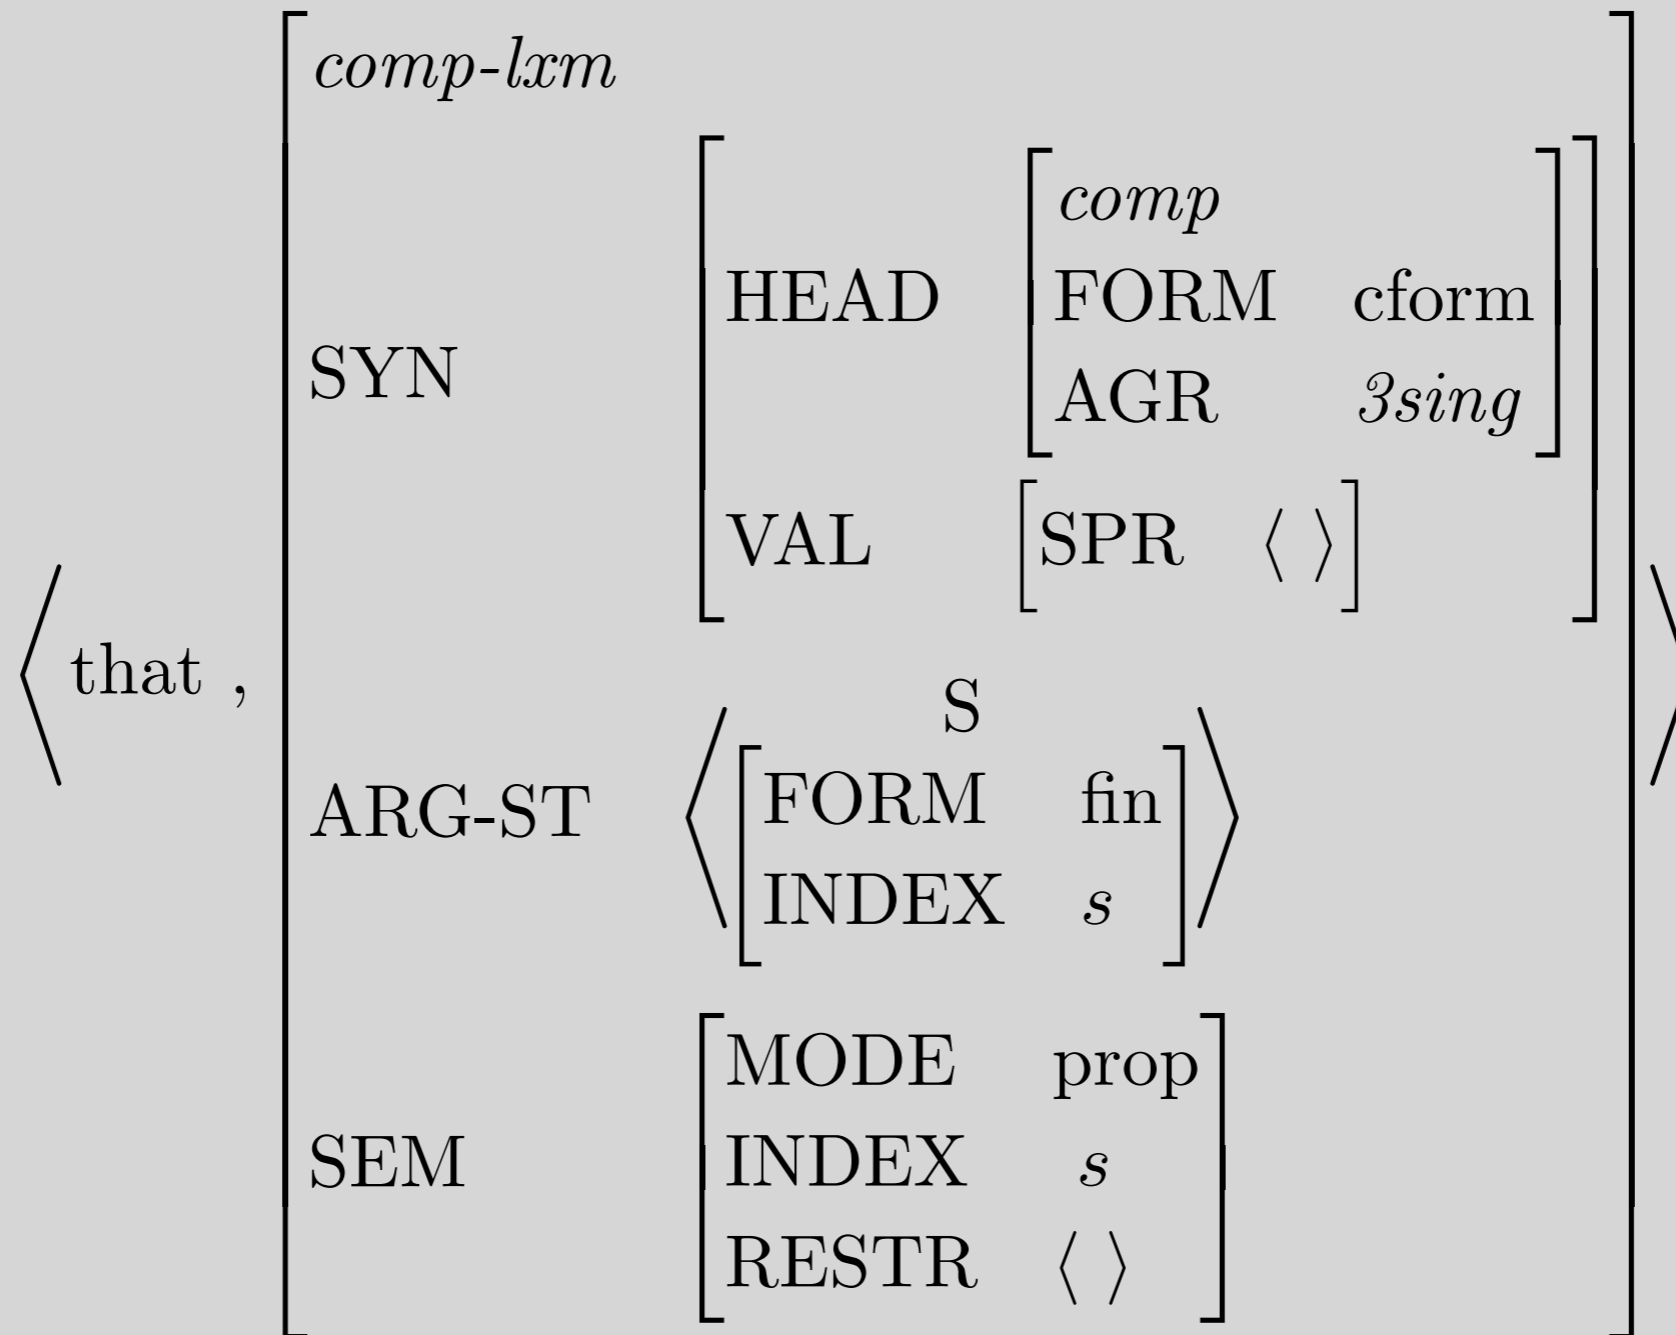 comp-lxm
comp
HEAD FORM cform
SYN AGR 3sing
VAL [SPR ⟨ ⟩]
⟨that ,
S
ARG-ST ⟨[FORM fin
INDEX s]⟩
MODE prop
SEM INDEX s
RESTR ⟨ ⟩
⟩